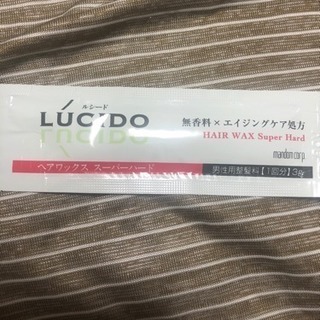 ルシード
LÚCIDO
無香料×エイジングケア処方
HAIR WAX Super Hard
mandom corp.
ヘアワックス スーパーハード
男性用整髪料【1回分】3g